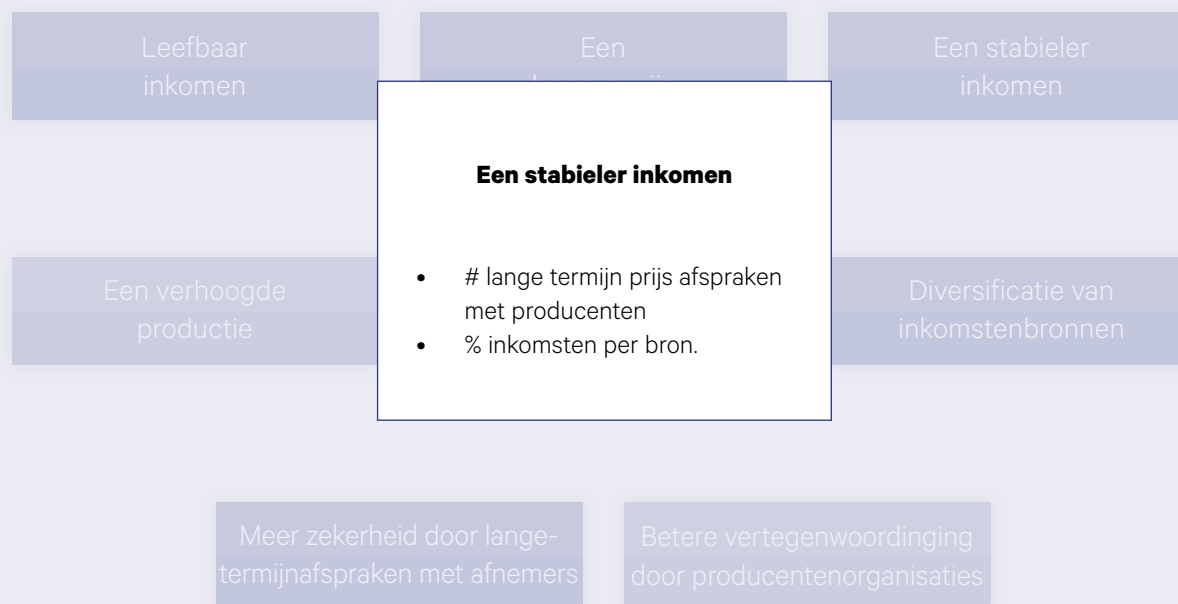 Leefbaar
inkomen
Een
Een stabieler
inkomen
Een stabieler inkomen
• # lange termijn prijs afspraken
met producenten
• % inkomsten per bron.
Een verhoogde
productie
Diversificatie van
inkomstenbronnen
Meer zekerheid door lange-
termijnafspraken met afnemers
Betere vertegenwoordinging
door producentenorganisaties